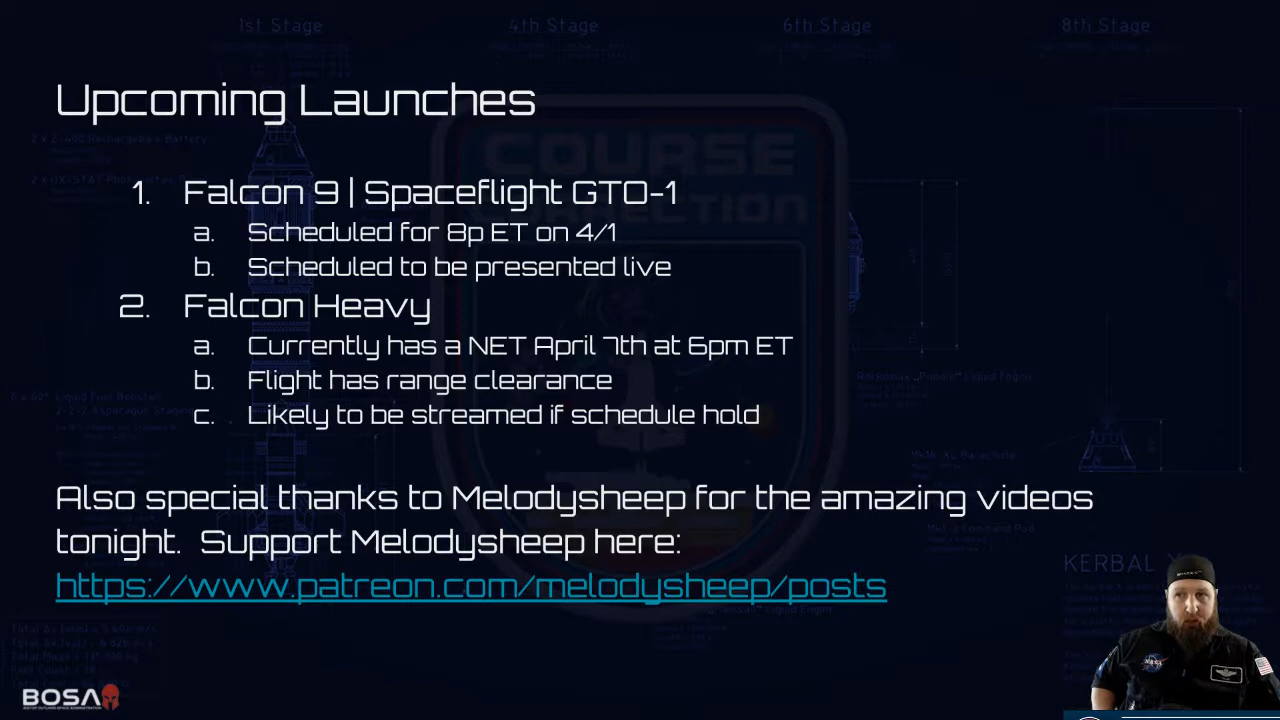 1st Stage
4th Stage
6th Stage
8th Stage
Upcoming Launches
COURSE
CORRECTION
1. Falcon 9 | Spaceflight GTO-1
a. Scheduled for 8p ET on 4/1
b. Scheduled to be presented live
2. Falcon Heavy
a. Currently has a NET April 7th at 6pm ET
b. Flight has range clearance
c. Likely to be streamed if schedule hold
Also special thanks to Melodysheep for the amazing videos
tonight. Support Melodysheep here:
https://www.patreon.com/melodysheep/posts
KERBAL X
NASA
BOSA